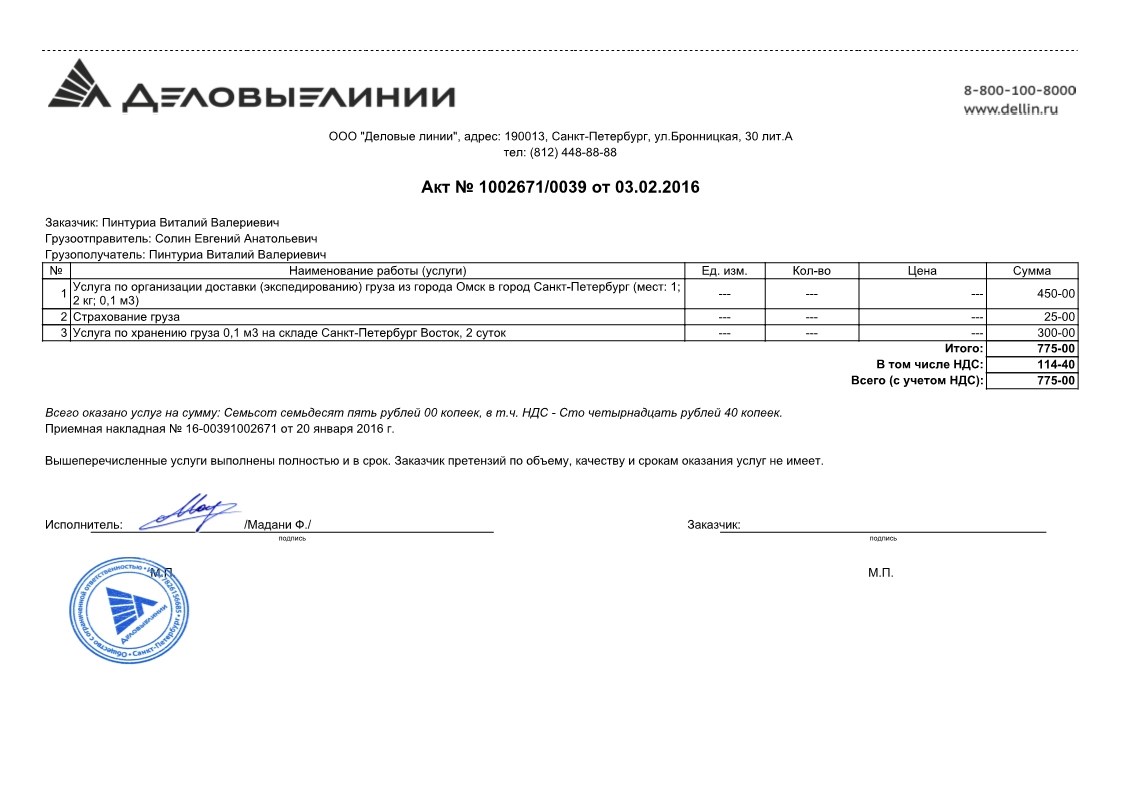 ДЕЛОВЫЕ ЛИНИИ
8-800-100-8000
www.dellin.ru
ООО "Деловые линии", адрес: 190013, Санкт-Петербург, ул.Бронницкая, 30 лит.А
тел: (812) 448-88-88
Акт № 1002671/0039 от 03.02.2016
Заказчик: Пинтуриа Виталий Валериевич
Грузоотправитель: Солин Евгений Анатольевич
Грузополучатель: Пинтуриа Виталий Валериевич
№ Наименование работы (услуги) Ед. изм. Кол-во Цена Сумма
1 Услуга по организации доставки (экспедированию) груза из города Омск в город Санкт-Петербург (мест: 1; --- --- --- 450-00
2 кг; 0,1 м3)
2 Страхование груза --- --- --- 25-00
3 Услуга по хранению груза 0,1 м3 на складе Санкт-Петербург Восток, 2 суток --- --- --- 300-00
Итого: 775-00
В том числе НДС: 114-40
Всего (с учетом НДС): 775-00
Всего оказано услуг на сумму: Семьсот семьдесят пять рублей 00 копеек, в т.ч. НДС - Сто четырнадцать рублей 40 копеек.
Приемная накладная № 16-00391002671 от 20 января 2016 г.
Вышеперечисленные услуги выполнены полностью и в срок. Заказчик претензий по объему, качеству и срокам оказания услуг не имеет.
Исполнитель: /Мадани Ф./ Заказчик:
подпись подпись
М.П. М.П.
Общество с ограниченной ответственностью • Санкт-Петербург •
ДЕЛОВЫЕ ЛИНИИ